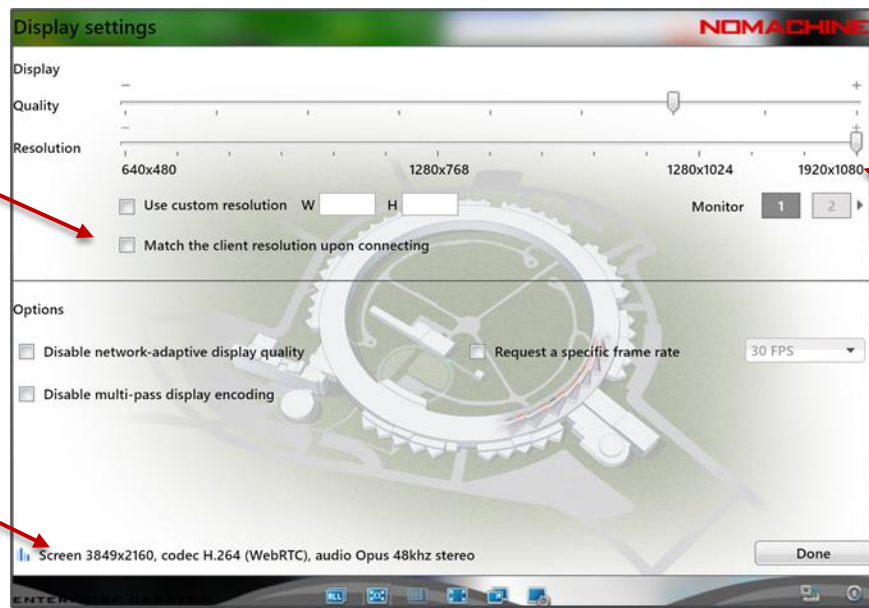 Display settings
NOMACHINE
Display
Quality
Resolution
640x480 1280x768 1280x1024 1920x1080
Use custom resolution W H Monitor 1 2
Match the client resolution upon connecting
Options
Disable network-adaptive display quality Request a specific frame rate 30 FPS
Disable multi-pass display encoding
Screen 3849x2160, codec H.264 (WebRTC), audio Opus 48khz stereo Done
ENTERPRISE DESKTOP